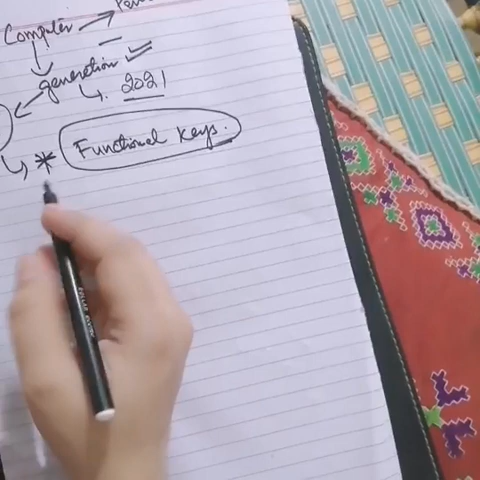 Computer
generation
2021
* Functional Keys.